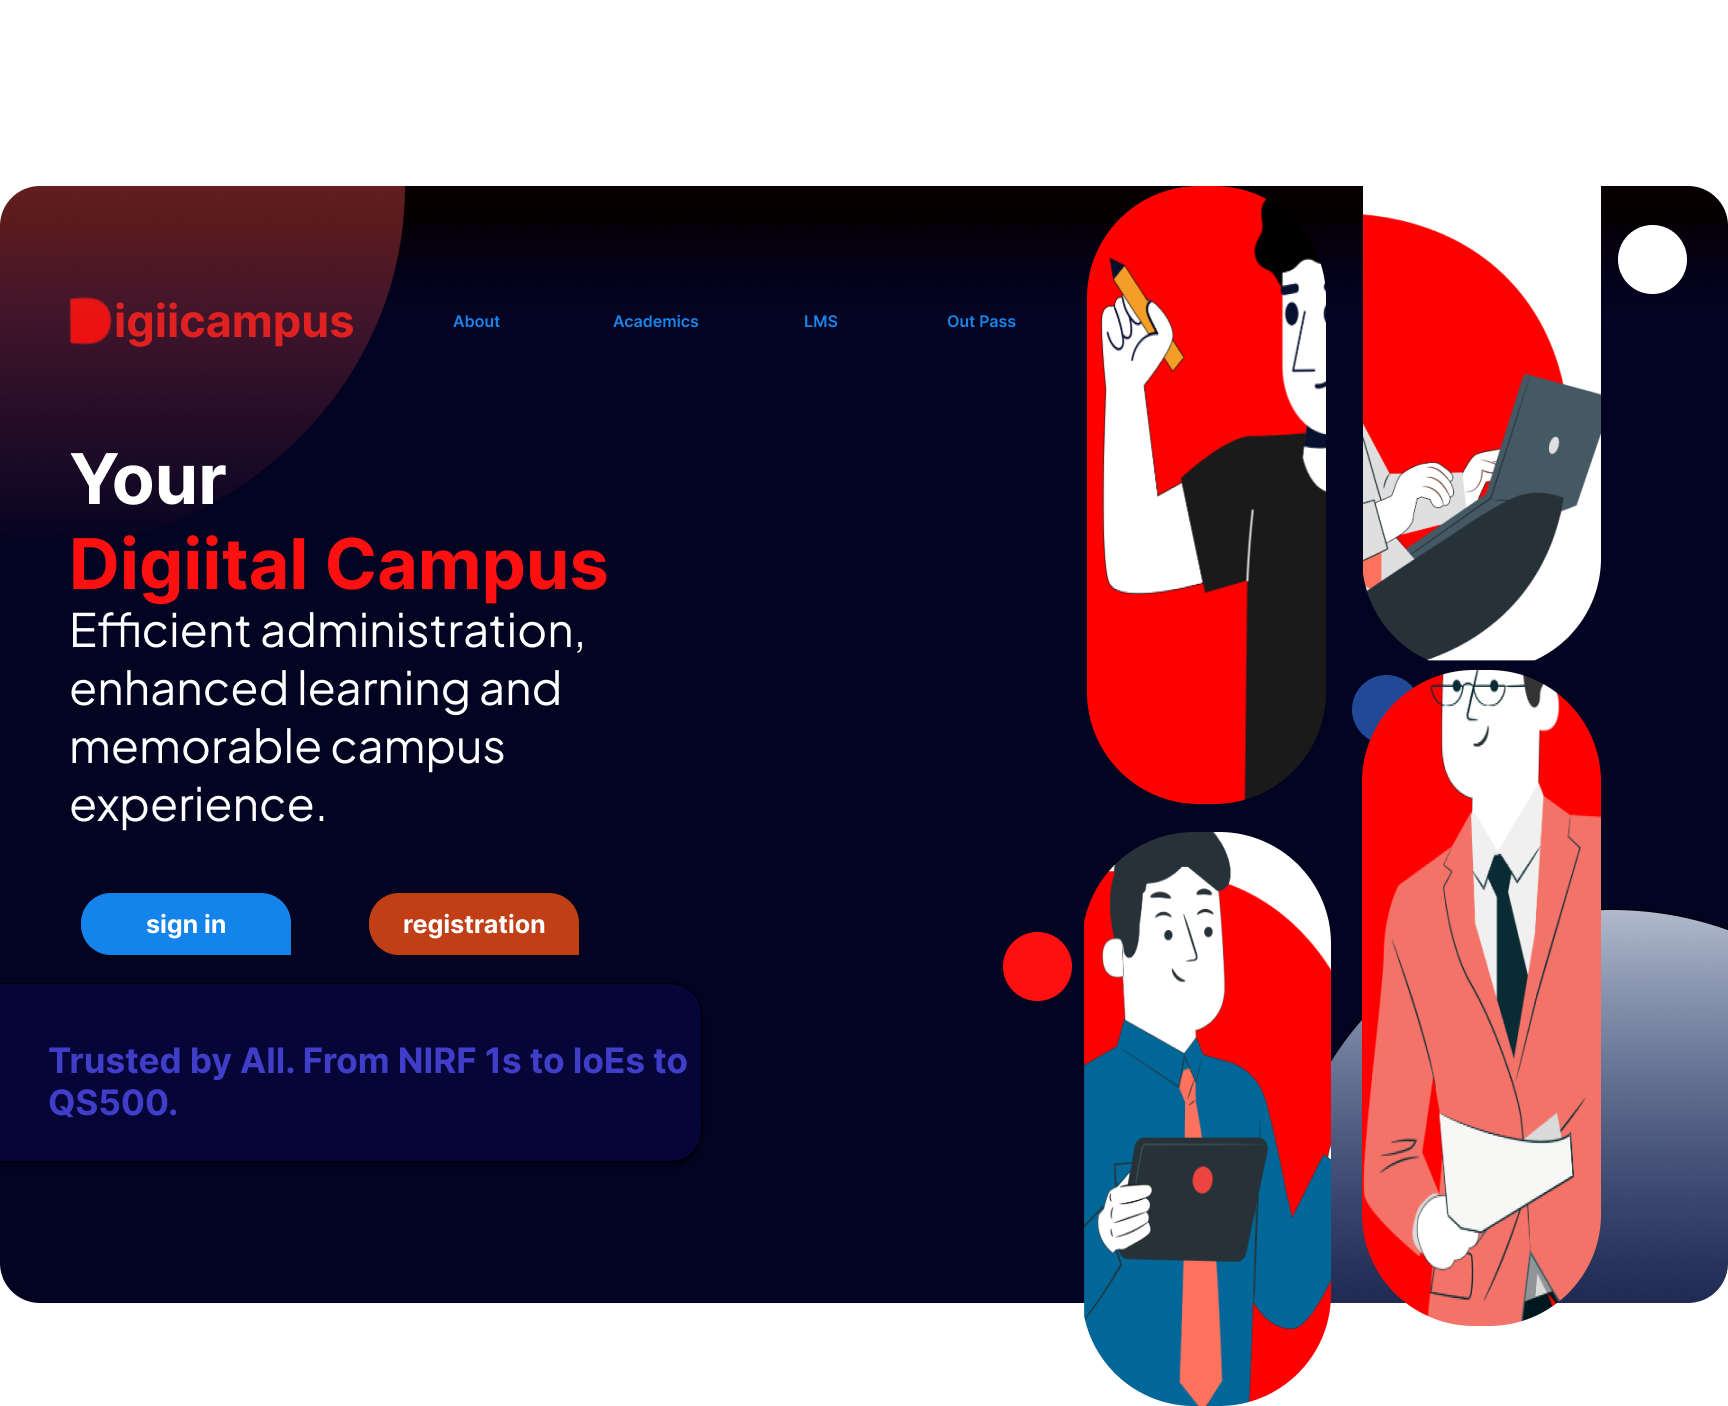 Digiicampus
About
Academics
LMS
Out Pass
Your
Digiital Campus
Efficient administration,
enhanced learning and
memorable campus
experience.
sign in
registration
Trusted by All. From NIRF 1s to IoEs to
QS500.